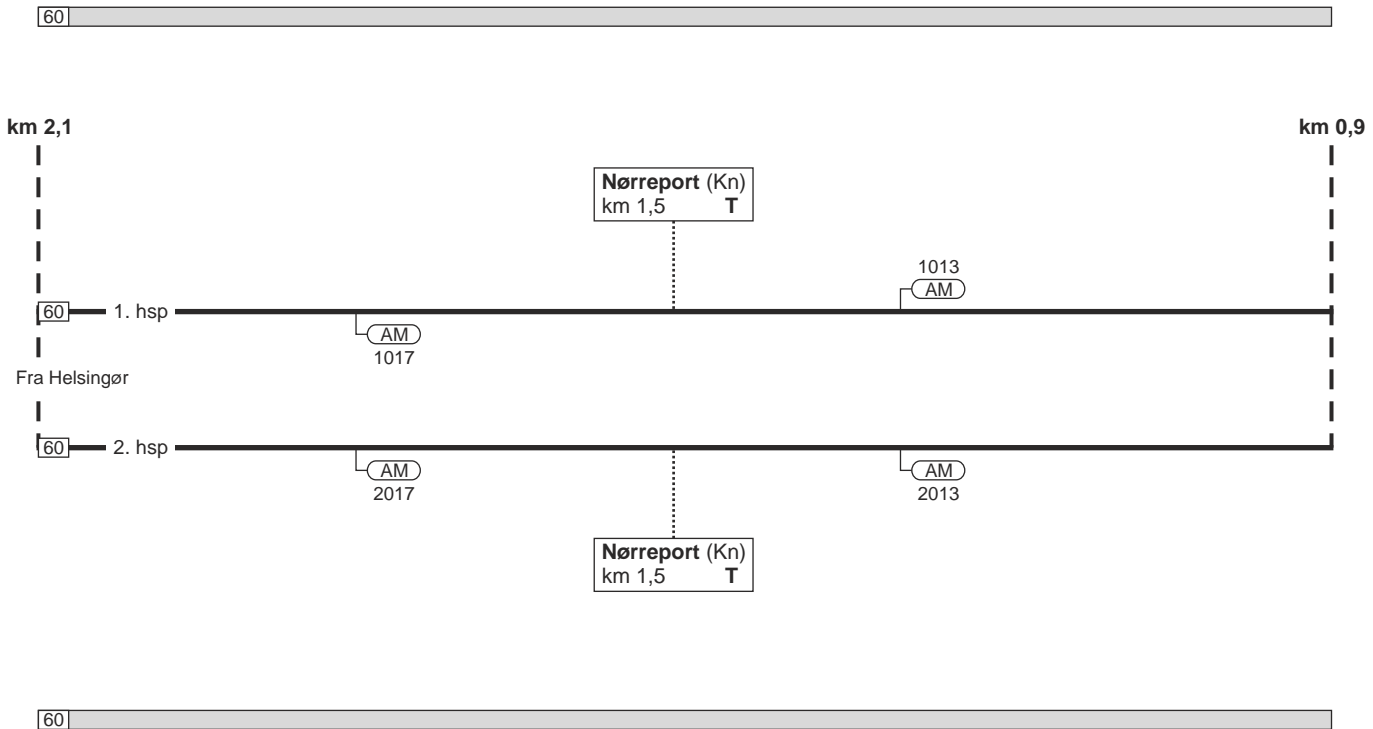 60
km 2,1
km 0,9
Nørreport (Kn)
km 1,5 T
1013
AM
60
1. hsp
AM
1017
Fra Helsingør
60
2. hsp
AM
2017
AM
2013
Nørreport (Kn)
km 1,5 T
60